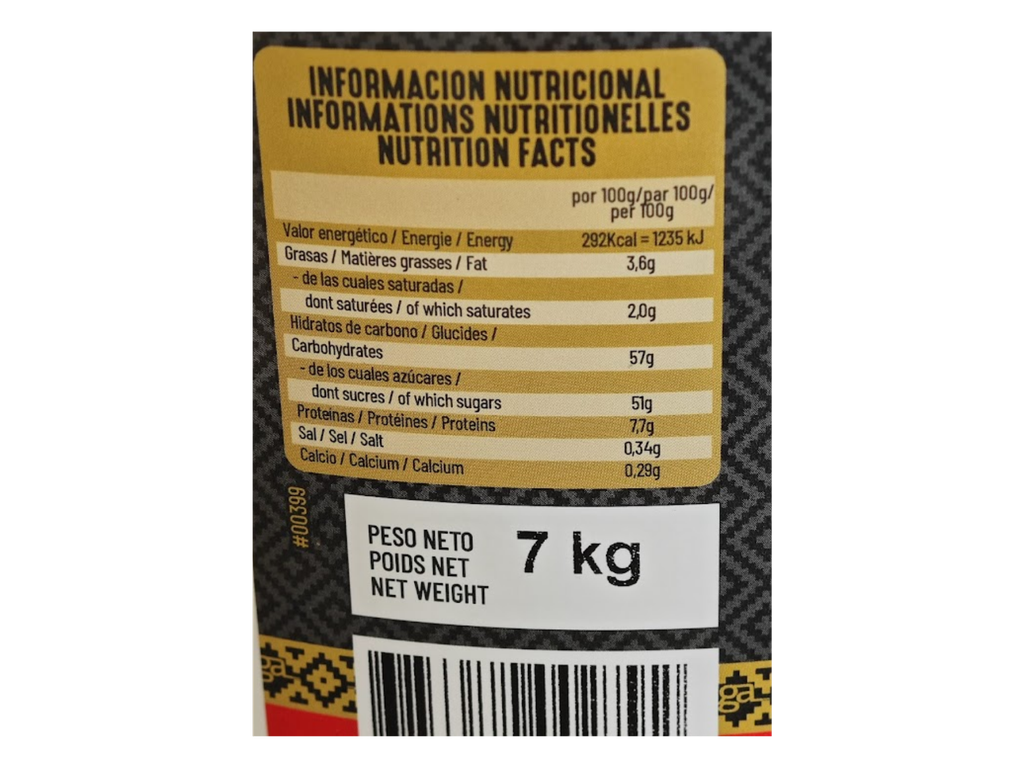 INFORMACION NUTRICIONAL
INFORMATIONS NUTRITIONELLES
NUTRITION FACTS
por 100g/par 100g/
per 100g
Valor energético / Energie / Energy 292Kcal = 1235 kJ
Grasas / Matières grasses / Fat 3,6g
- de las cuales saturadas /
dont saturées / of which saturates 2,0g
Hidratos de carbono / Glucides /
Carbohydrates 57g
- de los cuales azúcares /
dont sucres / of which sugars 51g
Proteínas / Protéines / Proteins 7,7g
Sal / Sel / Salt 0,34g
Calcio / Calcium / Calcium 0,29g
#00399
PESO NETO
POIDS NET
NET WEIGHT
7 kg
ga
ga